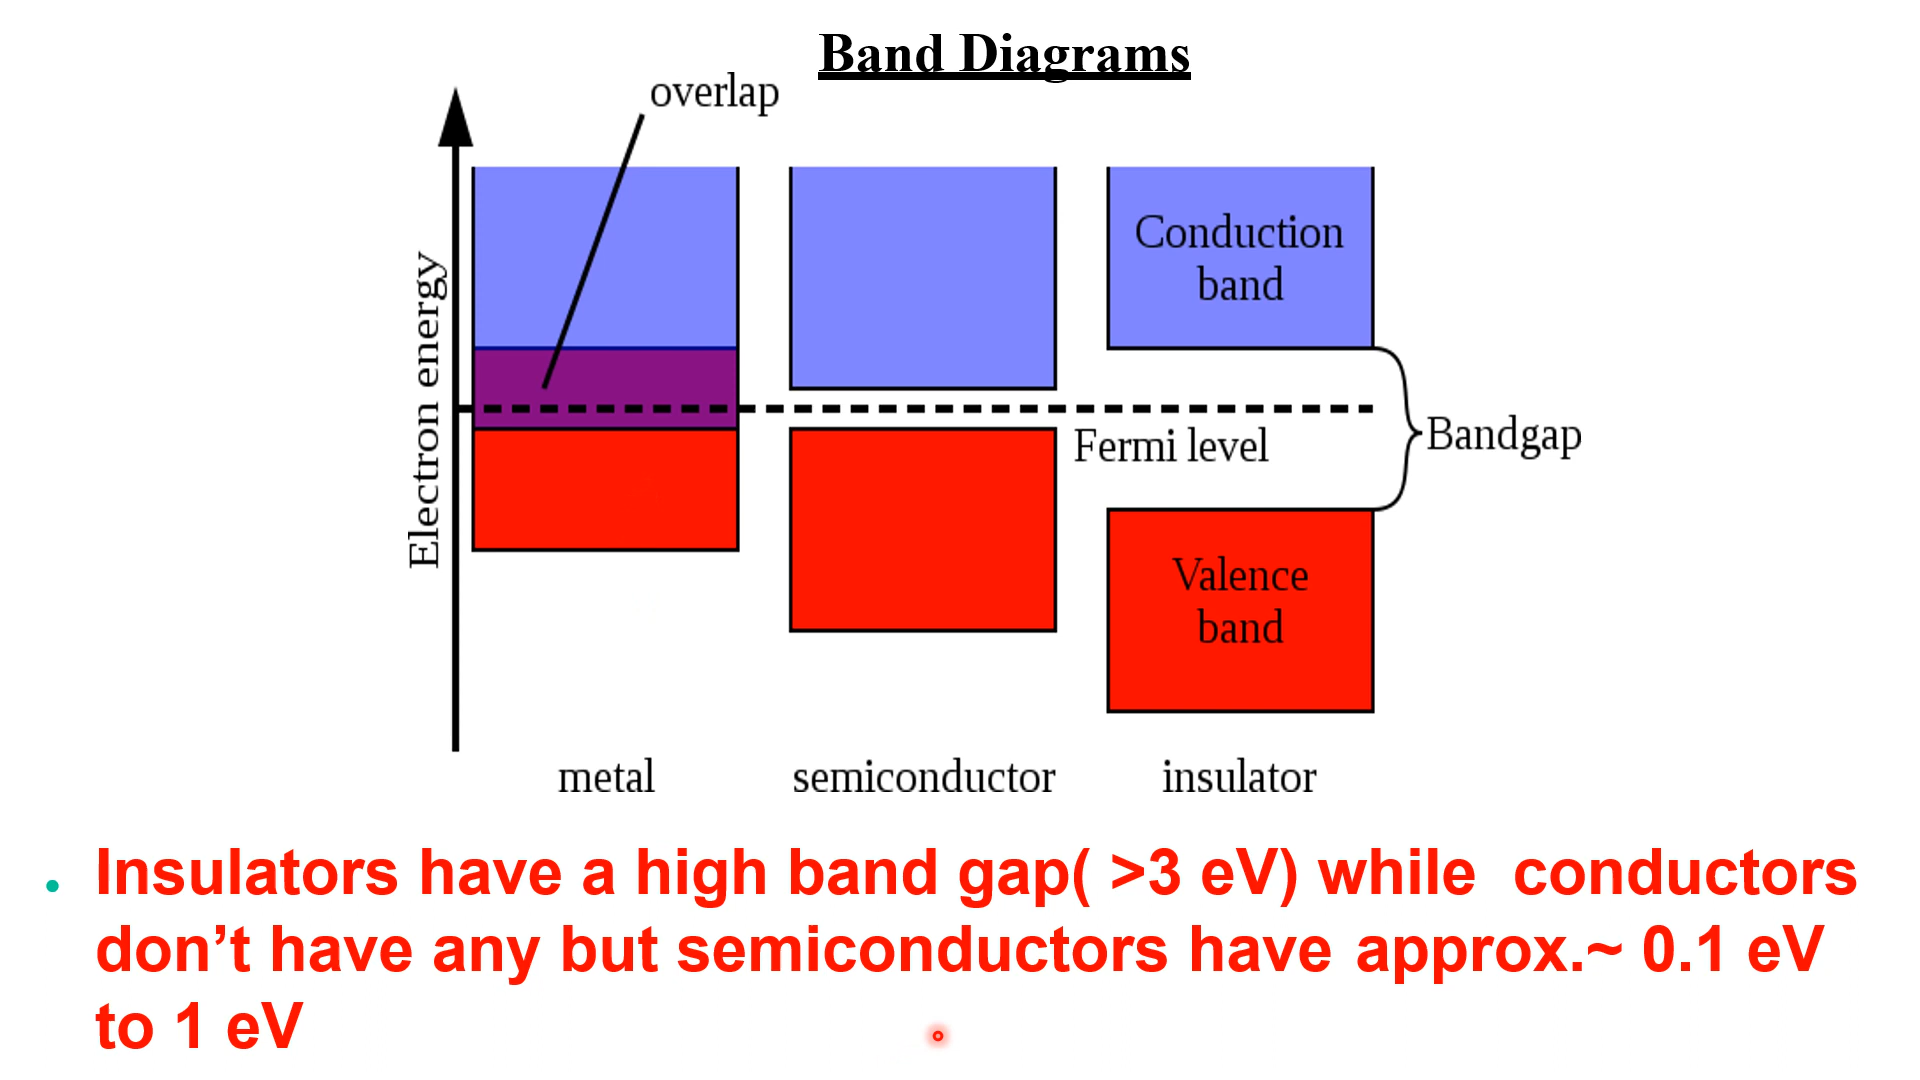 Band Diagrams
overlap
Electron energy
Conduction
band
Fermi level
Bandgap
Valence
band
metal
semiconductor
insulator
• Insulators have a high band gap( >3 eV) while  conductors
don’t have any but semiconductors have approx.~ 0.1 eV
to 1 eV